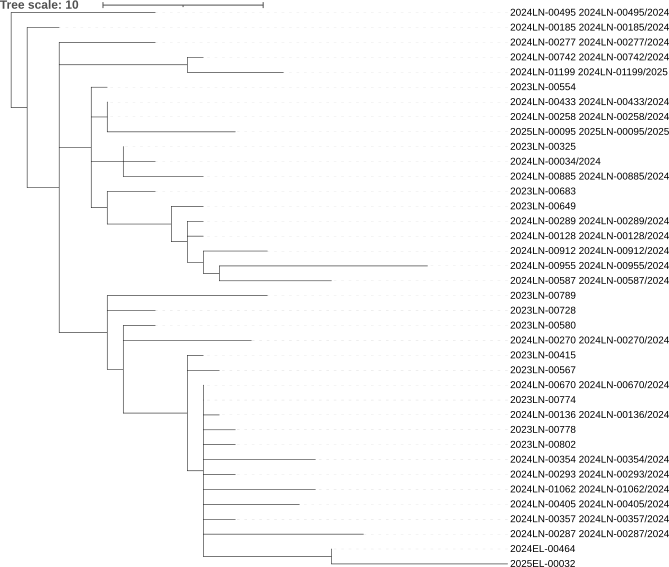 Tree scale: 10
2024LN-00495 2024LN-00495/2024
2024LN-00185 2024LN-00185/2024
2024LN-00277 2024LN-00277/2024
2024LN-00742 2024LN-00742/2024
2024LN-01199 2024LN-01199/2025
2023LN-00554
2024LN-00433 2024LN-00433/2024
2024LN-00258 2024LN-00258/2024
2025LN-00095 2025LN-00095/2025
2023LN-00325
2024LN-00034/2024
2024LN-00885 2024LN-00885/2024
2023LN-00683
2023LN-00649
2024LN-00289 2024LN-00289/2024
2024LN-00128 2024LN-00128/2024
2024LN-00912 2024LN-00912/2024
2024LN-00955 2024LN-00955/2024
2024LN-00587 2024LN-00587/2024
2023LN-00789
2023LN-00728
2023LN-00580
2024LN-00270 2024LN-00270/2024
2023LN-00415
2023LN-00567
2024LN-00670 2024LN-00670/2024
2023LN-00774
2024LN-00136 2024LN-00136/2024
2023LN-00778
2023LN-00802
2024LN-00354 2024LN-00354/2024
2024LN-00293 2024LN-00293/2024
2024LN-01062 2024LN-01062/2024
2024LN-00405 2024LN-00405/2024
2024LN-00357 2024LN-00357/2024
2024LN-00287 2024LN-00287/2024
2024EL-00464
2025EL-00032